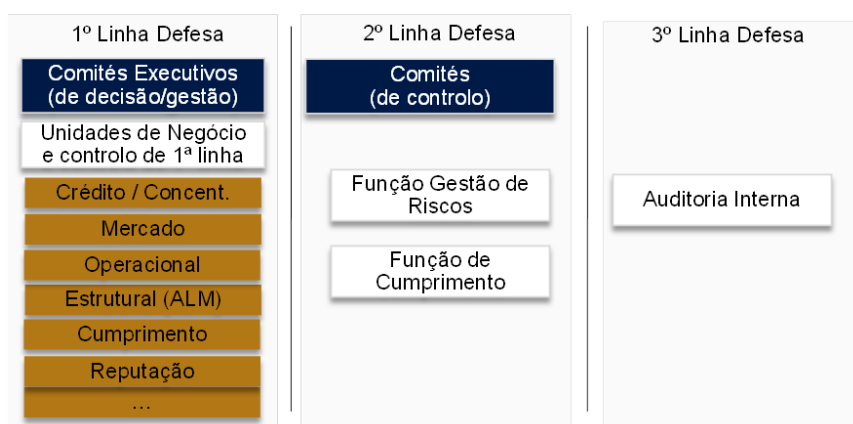 1º Linha Defesa
Comités Executivos
(de decisão/gestão)
Unidades de Negócio
e controlo de 1ª linha
Crédito / Concent.
Mercado
Operacional
Estrutural (ALM)
Cumprimento
Reputação
...
2º Linha Defesa
Comités
(de controlo)
Função Gestão de
Riscos
Função de
Cumprimento
3º Linha Defesa
Auditoria Interna